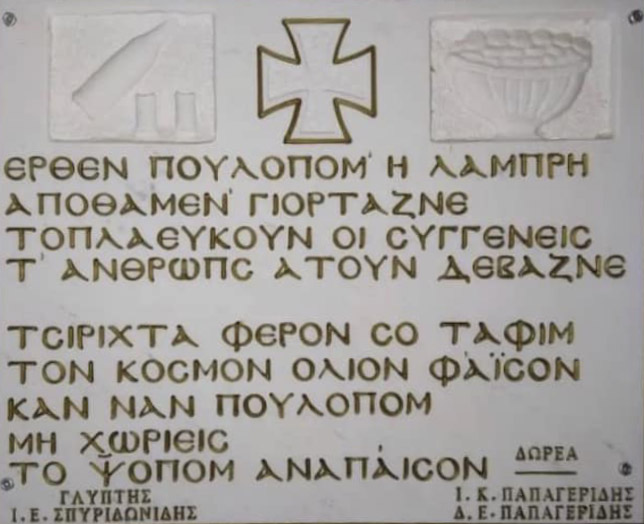 ΕΡΘΕΝ ΠΟΥΛΟΠΟΜ' Η ΛΑΜΠΡΗ
ΑΠΟΘΑΜΕΝ' ΓΙΟΡΤΑΖΝΕ
ΤΟΠΛΑΕΥΚΟΥΝ ΟΙ CΥΓΓΕΝΕΙC
Τ' ΑΝΘΡΩΠC ΑΤΟΥΝ ΔΕΒΑΖΝΕ
ΤCΙΡΙΧΤΑ ΦΕΡΟΝ CΟ ΤΑΦΙΜ
ΤΟΝ ΚΟCΜΟΝ ΟΛΙΟΝ ΦΑΪCΟΝ
ΚΑΝ ΝΑΝ ΠΟΥΛΟΠΟΜ
ΜΗ ΧΩΡΙΕΙC
ΤΟ ΨΟΠΟΜ ΑΝΑΠΑΙCΟΝ
ΔΩΡΕΑ
ΓΛΥΠΤΗΣ
Ι.Ε.ΣΠΥΡΙΔΩΝΙΔΗΣ
Ι.Κ.ΠΑΠΑΓΕΡΙΔΗΣ
Δ.Ε.ΠΑΠΑΓΕΡΙΔΗΣ